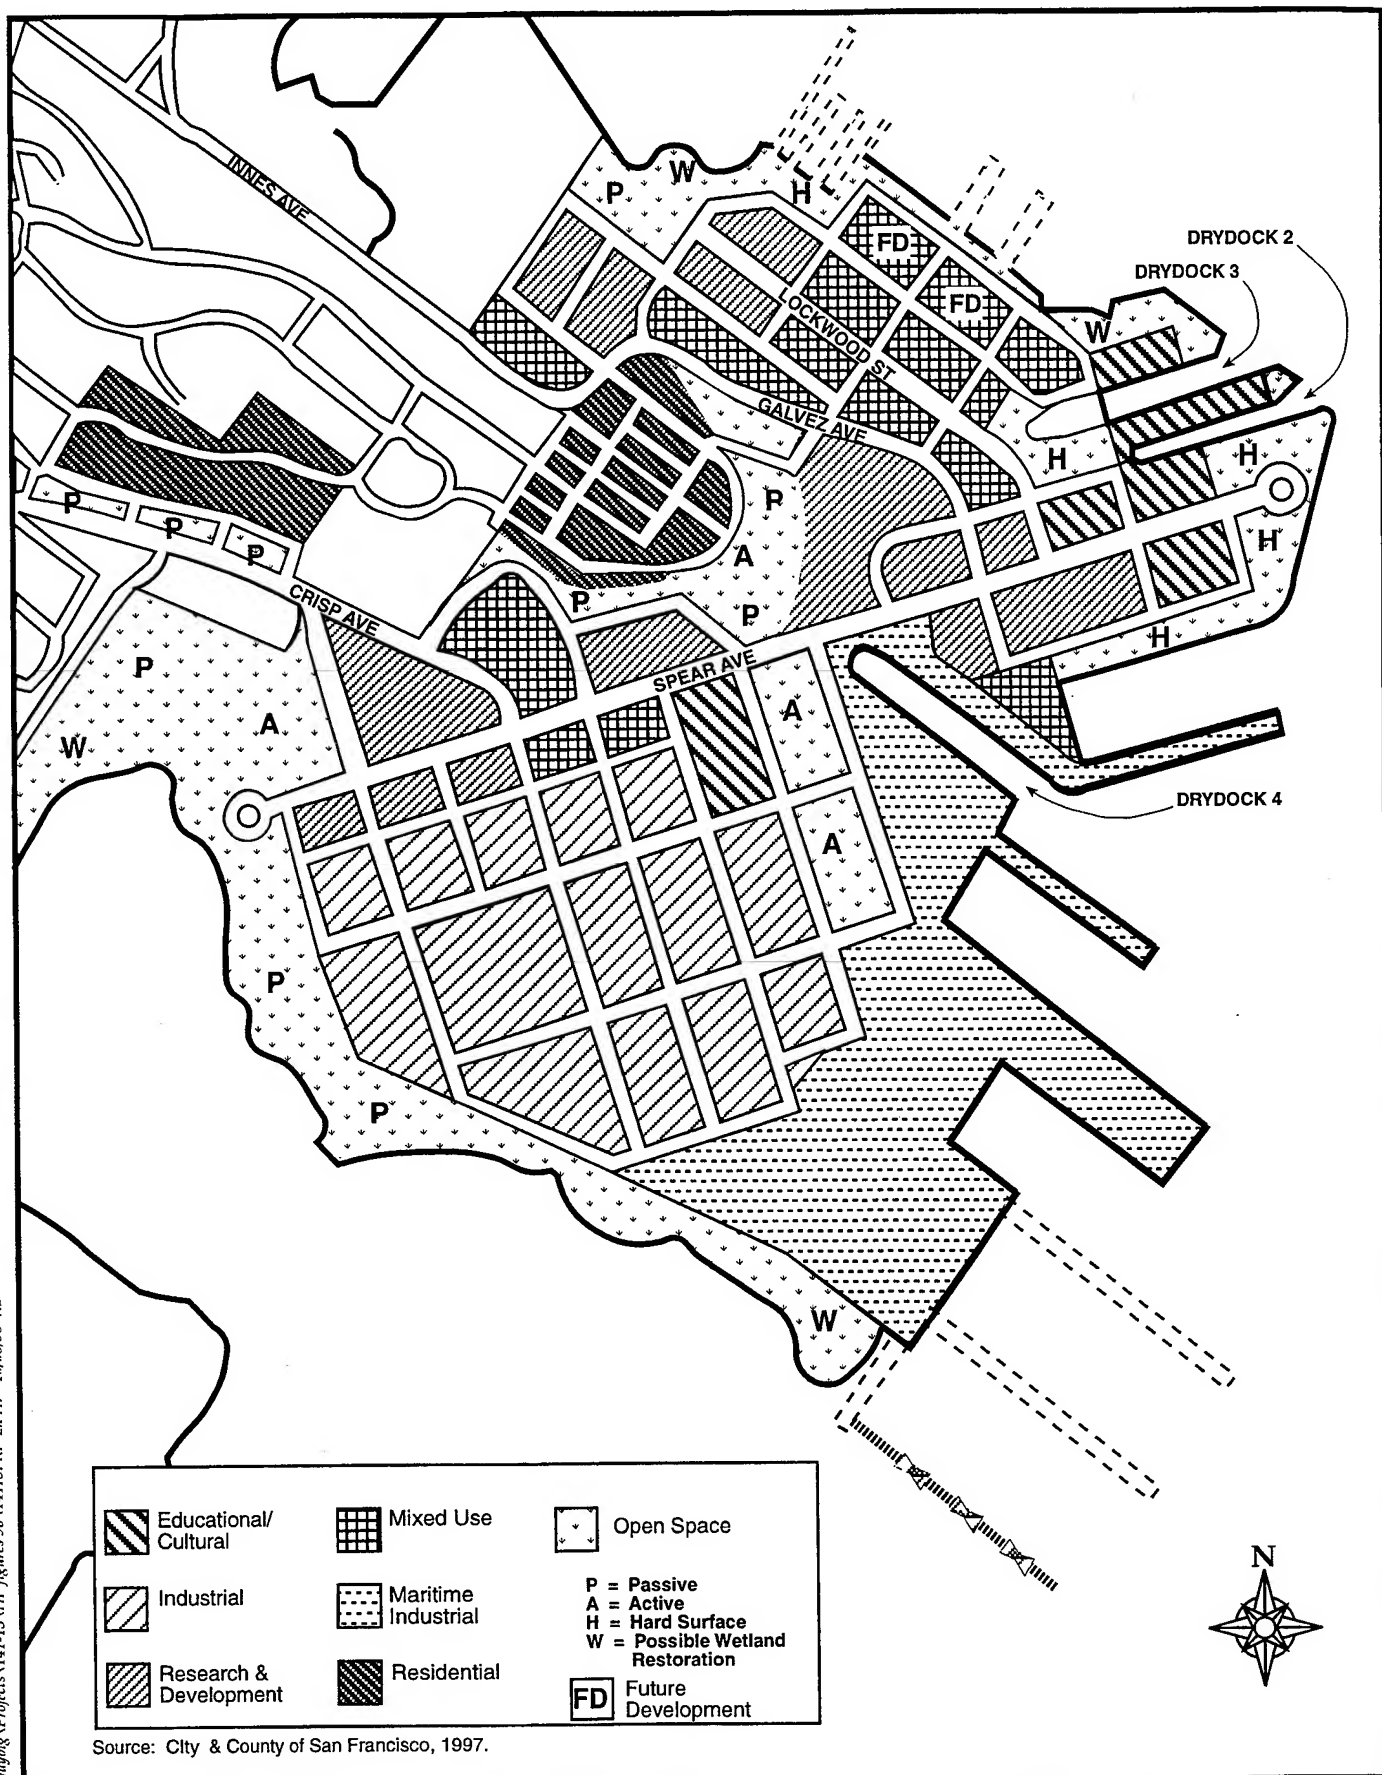 W
P
H
INNES AVE
FD
DRYDOCK 2
DRYDOCK 3
FD
LOCKWOOD ST
W
GALVEZ AVE
H
H
P
P
P
P
A
H
CRISP AVE
P
P
H
P
SPEAR AVE
A
A
W
DRYDOCK 4
A
P
P
W
Educational/
Cultural
Mixed Use
Open Space
Industrial
Maritime
Industrial
P = Passive
A = Active
H = Hard Surface
W = Possible Wetland
Restoration
Research &
Development
Residential
FD
Future
Development
N
Source: City & County of San Francisco, 1997.